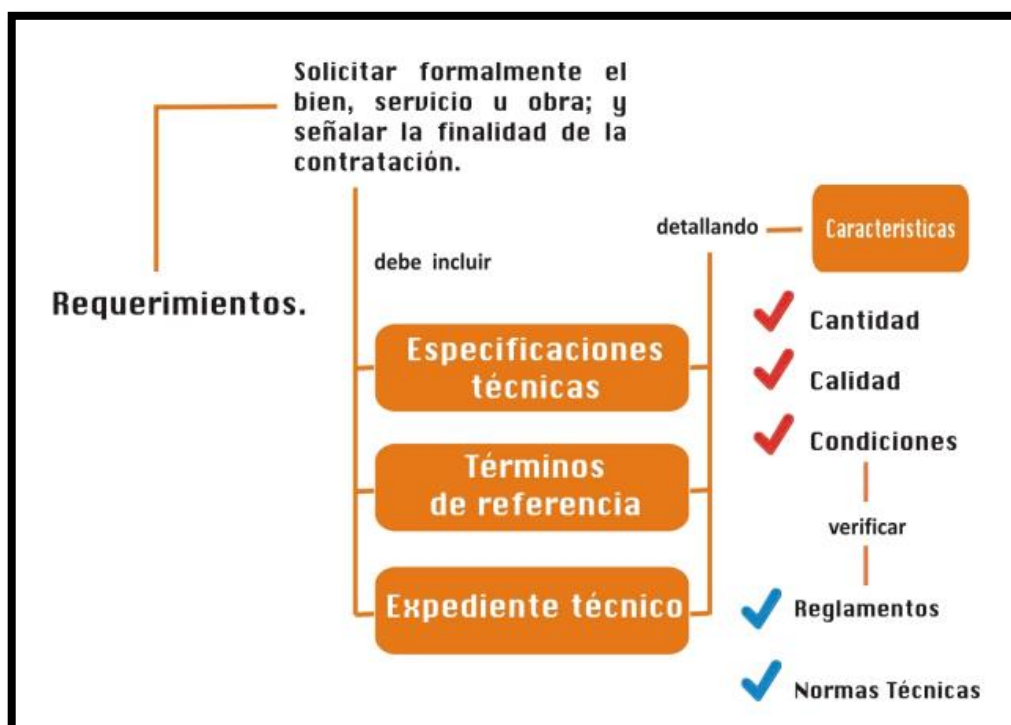 Solicitar formalmente el
bien, servicio u obra; y
señalar la finalidad de la
contratación.
Requerimientos.
debe incluir
Especificaciones
técnicas
Términos
de referencia
Expediente técnico
detallando
Caracteristicas
Cantidad
Calidad
Condiciones
verificar
Reglamentos
Normas Técnicas